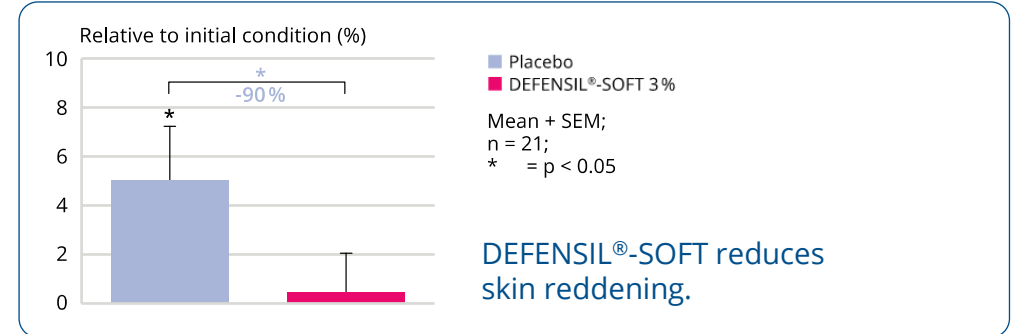 Relative to initial condition (%)
10
8
6
4
2
0
*
-90 %
*
Placebo
DEFENSIL®-SOFT 3 %
Mean + SEM;
n = 21;
* = p < 0.05
DEFENSIL®-SOFT reduces
skin reddening.